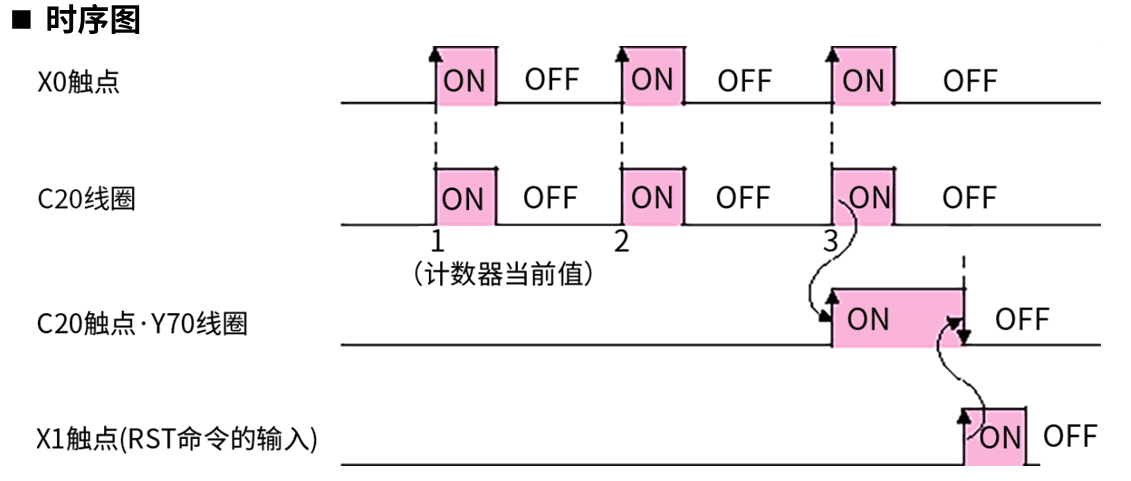 ■ 时序图
X0触点 ON OFF ON OFF ON OFF
C20线圈 ON OFF ON OFF ON OFF
1 2 3
（计数器当前值）
C20触点·Y70线圈 ON OFF
X1触点(RST命令的输入) ON OFF